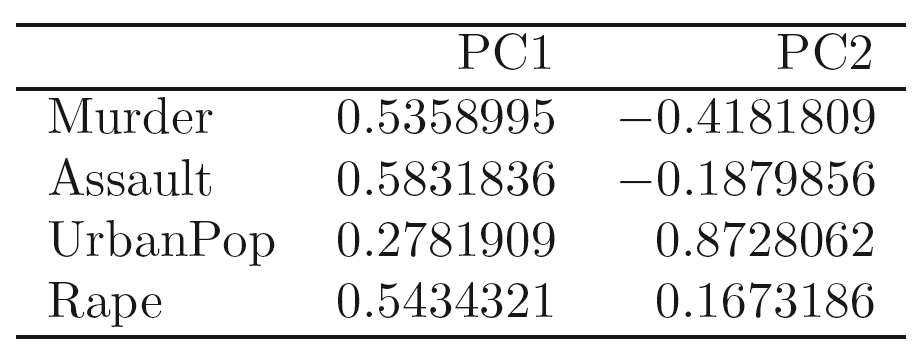 PC1 PC2
Murder 0.5358995 −0.4181809
Assault 0.5831836 −0.1879856
UrbanPop 0.2781909 0.8728062
Rape 0.5434321 0.1673186